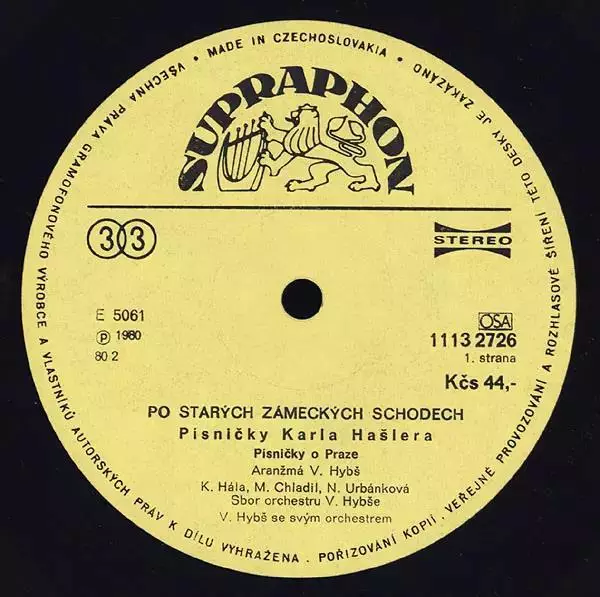 • MADE IN CZECHOSLOVAKIA •
VŠECHNA PRÁVA GRAMOFONOVÉHO VÝROBCE A VLASTNÍKŮ AUTORSKÝCH PRÁV K DÍLU VYHRAŽENA . POŘIZOVÁNÍ KOPIÍ . VEŘEJNÉ PROVOZOVÁNÍ A ROZHLASOVÉ ŠÍŘENÍ TÉTO DESKY JE ZAKÁZÁNO
SUPRAPHON
33
STEREO
E 5061
Ⓟ 1980
80 2
OSA
1113 2726
1. strana
Kčs 44,-
PO STARÝCH ZÁMECKÝCH SCHODECH
Písničky Karla Hašlera
Písničky o Praze
Aranžmá V. Hybš
K. Hála, M. Chladil, N. Urbánková
Sbor orchestru V. Hybše
V. Hybš se svým orchestrem